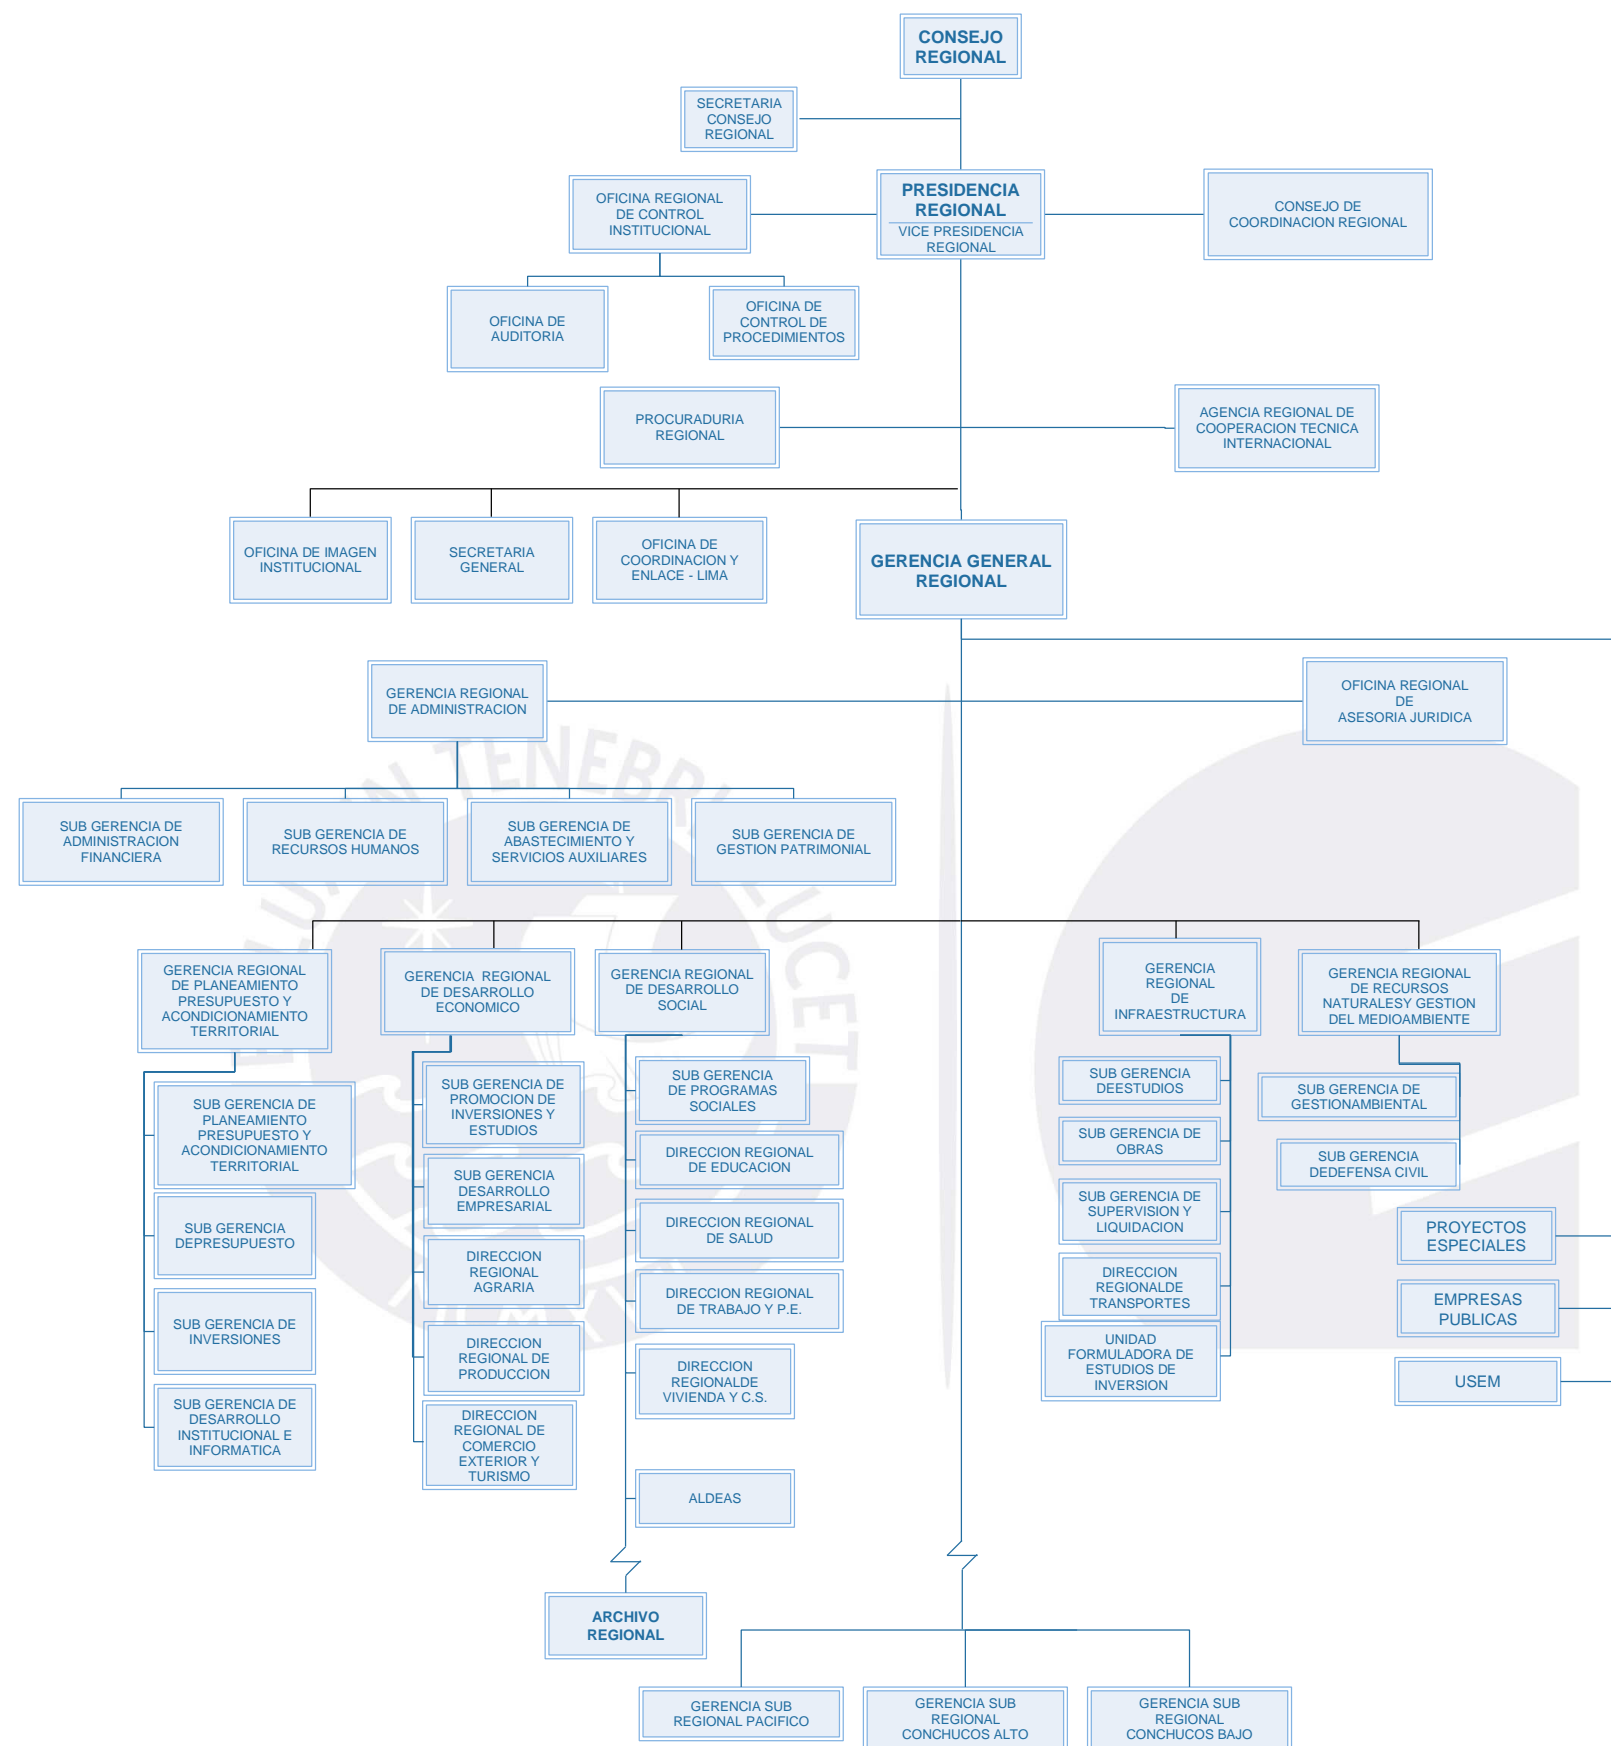 CONSEJO
REGIONAL
SECRETARIA
CONSEJO
REGIONAL
OFICINA REGIONAL
DE CONTROL
INSTITUCIONAL
PRESIDENCIA
REGIONAL
VICE PRESIDENCIA
REGIONAL
CONSEJO DE
COORDINACION REGIONAL
OFICINA DE
AUDITORIA
OFICINA DE
CONTROL DE
PROCEDIMIENTOS
PROCURADURIA
REGIONAL
AGENCIA REGIONAL DE
COOPERACION TECNICA
INTERNACIONAL
OFICINA DE IMAGEN
INSTITUCIONAL
SECRETARIA
GENERAL
OFICINA DE
COORDINACION Y
ENLACE - LIMA
GERENCIA GENERAL
REGIONAL
GERENCIA REGIONAL
DE ADMINISTRACION
OFICINA REGIONAL
DE
ASESORIA JURIDICA
SUB GERENCIA DE
ADMINISTRACION
FINANCIERA
SUB GERENCIA DE
RECURSOS HUMANOS
SUB GERENCIA DE
ABASTECIMIENTO Y
SERVICIOS AUXILIARES
SUB GERENCIA DE
GESTION PATRIMONIAL
GERENCIA REGIONAL
DE PLANEAMIENTO
PRESUPUESTO Y
ACONDICIONAMIENTO
TERRITORIAL
GERENCIA REGIONAL
DE DESARROLLO
ECONOMICO
GERENCIA REGIONAL
DE DESARROLLO
SOCIAL
GERENCIA
REGIONAL
DE
INFRAESTRUCTURA
GERENCIA REGIONAL
DE RECURSOS
NATURALESY GESTION
DEL MEDIOAMBIENTE
SUB GERENCIA DE
PLANEAMIENTO
PRESUPUESTO Y
ACONDICIONAMIENTO
TERRITORIAL
SUB GERENCIA
DEPRESUPUESTO
SUB GERENCIA DE
INVERSIONES
SUB GERENCIA DE
DESARROLLO
INSTITUCIONAL E
INFORMATICA
SUB GERENCIA DE
PROMOCION DE
INVERSIONES Y
ESTUDIOS
SUB GERENCIA
DESARROLLO
EMPRESARIAL
DIRECCION
REGIONAL
AGRARIA
DIRECCION
REGIONAL DE
PRODUCCION
DIRECCION
REGIONAL DE
COMERCIO
EXTERIOR Y
TURISMO
SUB GERENCIA
DE PROGRAMAS
SOCIALES
DIRECCION REGIONAL
DE EDUCACION
DIRECCION REGIONAL
DE SALUD
DIRECCION REGIONAL
DE TRABAJO Y P.E.
DIRECCION
REGIONALDE
VIVIENDA Y C.S.
ALDEAS
ARCHIVO
REGIONAL
SUB GERENCIA
DEESTUDIOS
SUB GERENCIA DE
OBRAS
SUB GERENCIA DE
SUPERVISION Y
LIQUIDACION
DIRECCION
REGIONALDE
TRANSPORTES
UNIDAD
FORMULADORA DE
ESTUDIOS DE
INVERSION
SUB GERENCIA DE
GESTIONAMBIENTAL
SUB GERENCIA
DEDEFENSA CIVIL
PROYECTOS
ESPECIALES
EMPRESAS
PUBLICAS
USEM
GERENCIA SUB
REGIONAL PACIFICO
GERENCIA SUB
REGIONAL
CONCHUCOS ALTO
GERENCIA SUB
REGIONAL
CONCHUCOS BAJO